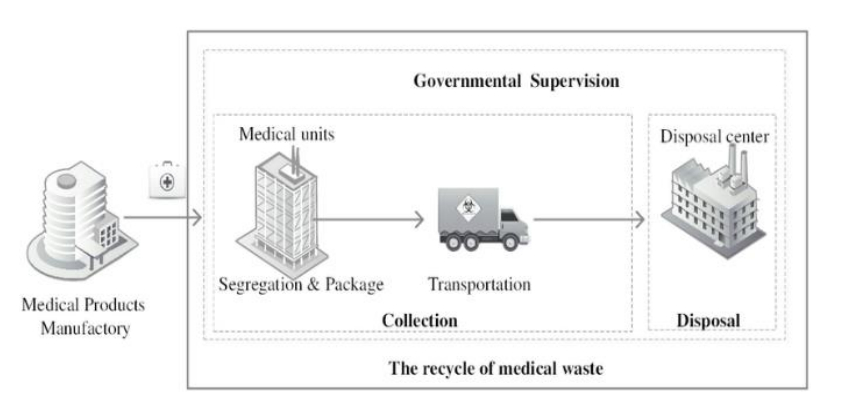 Governmental Supervision
Medical units
Disposal center
Segregation & Package
Transportation
Medical Products
Manufactory
Collection
Disposal
The recycle of medical waste